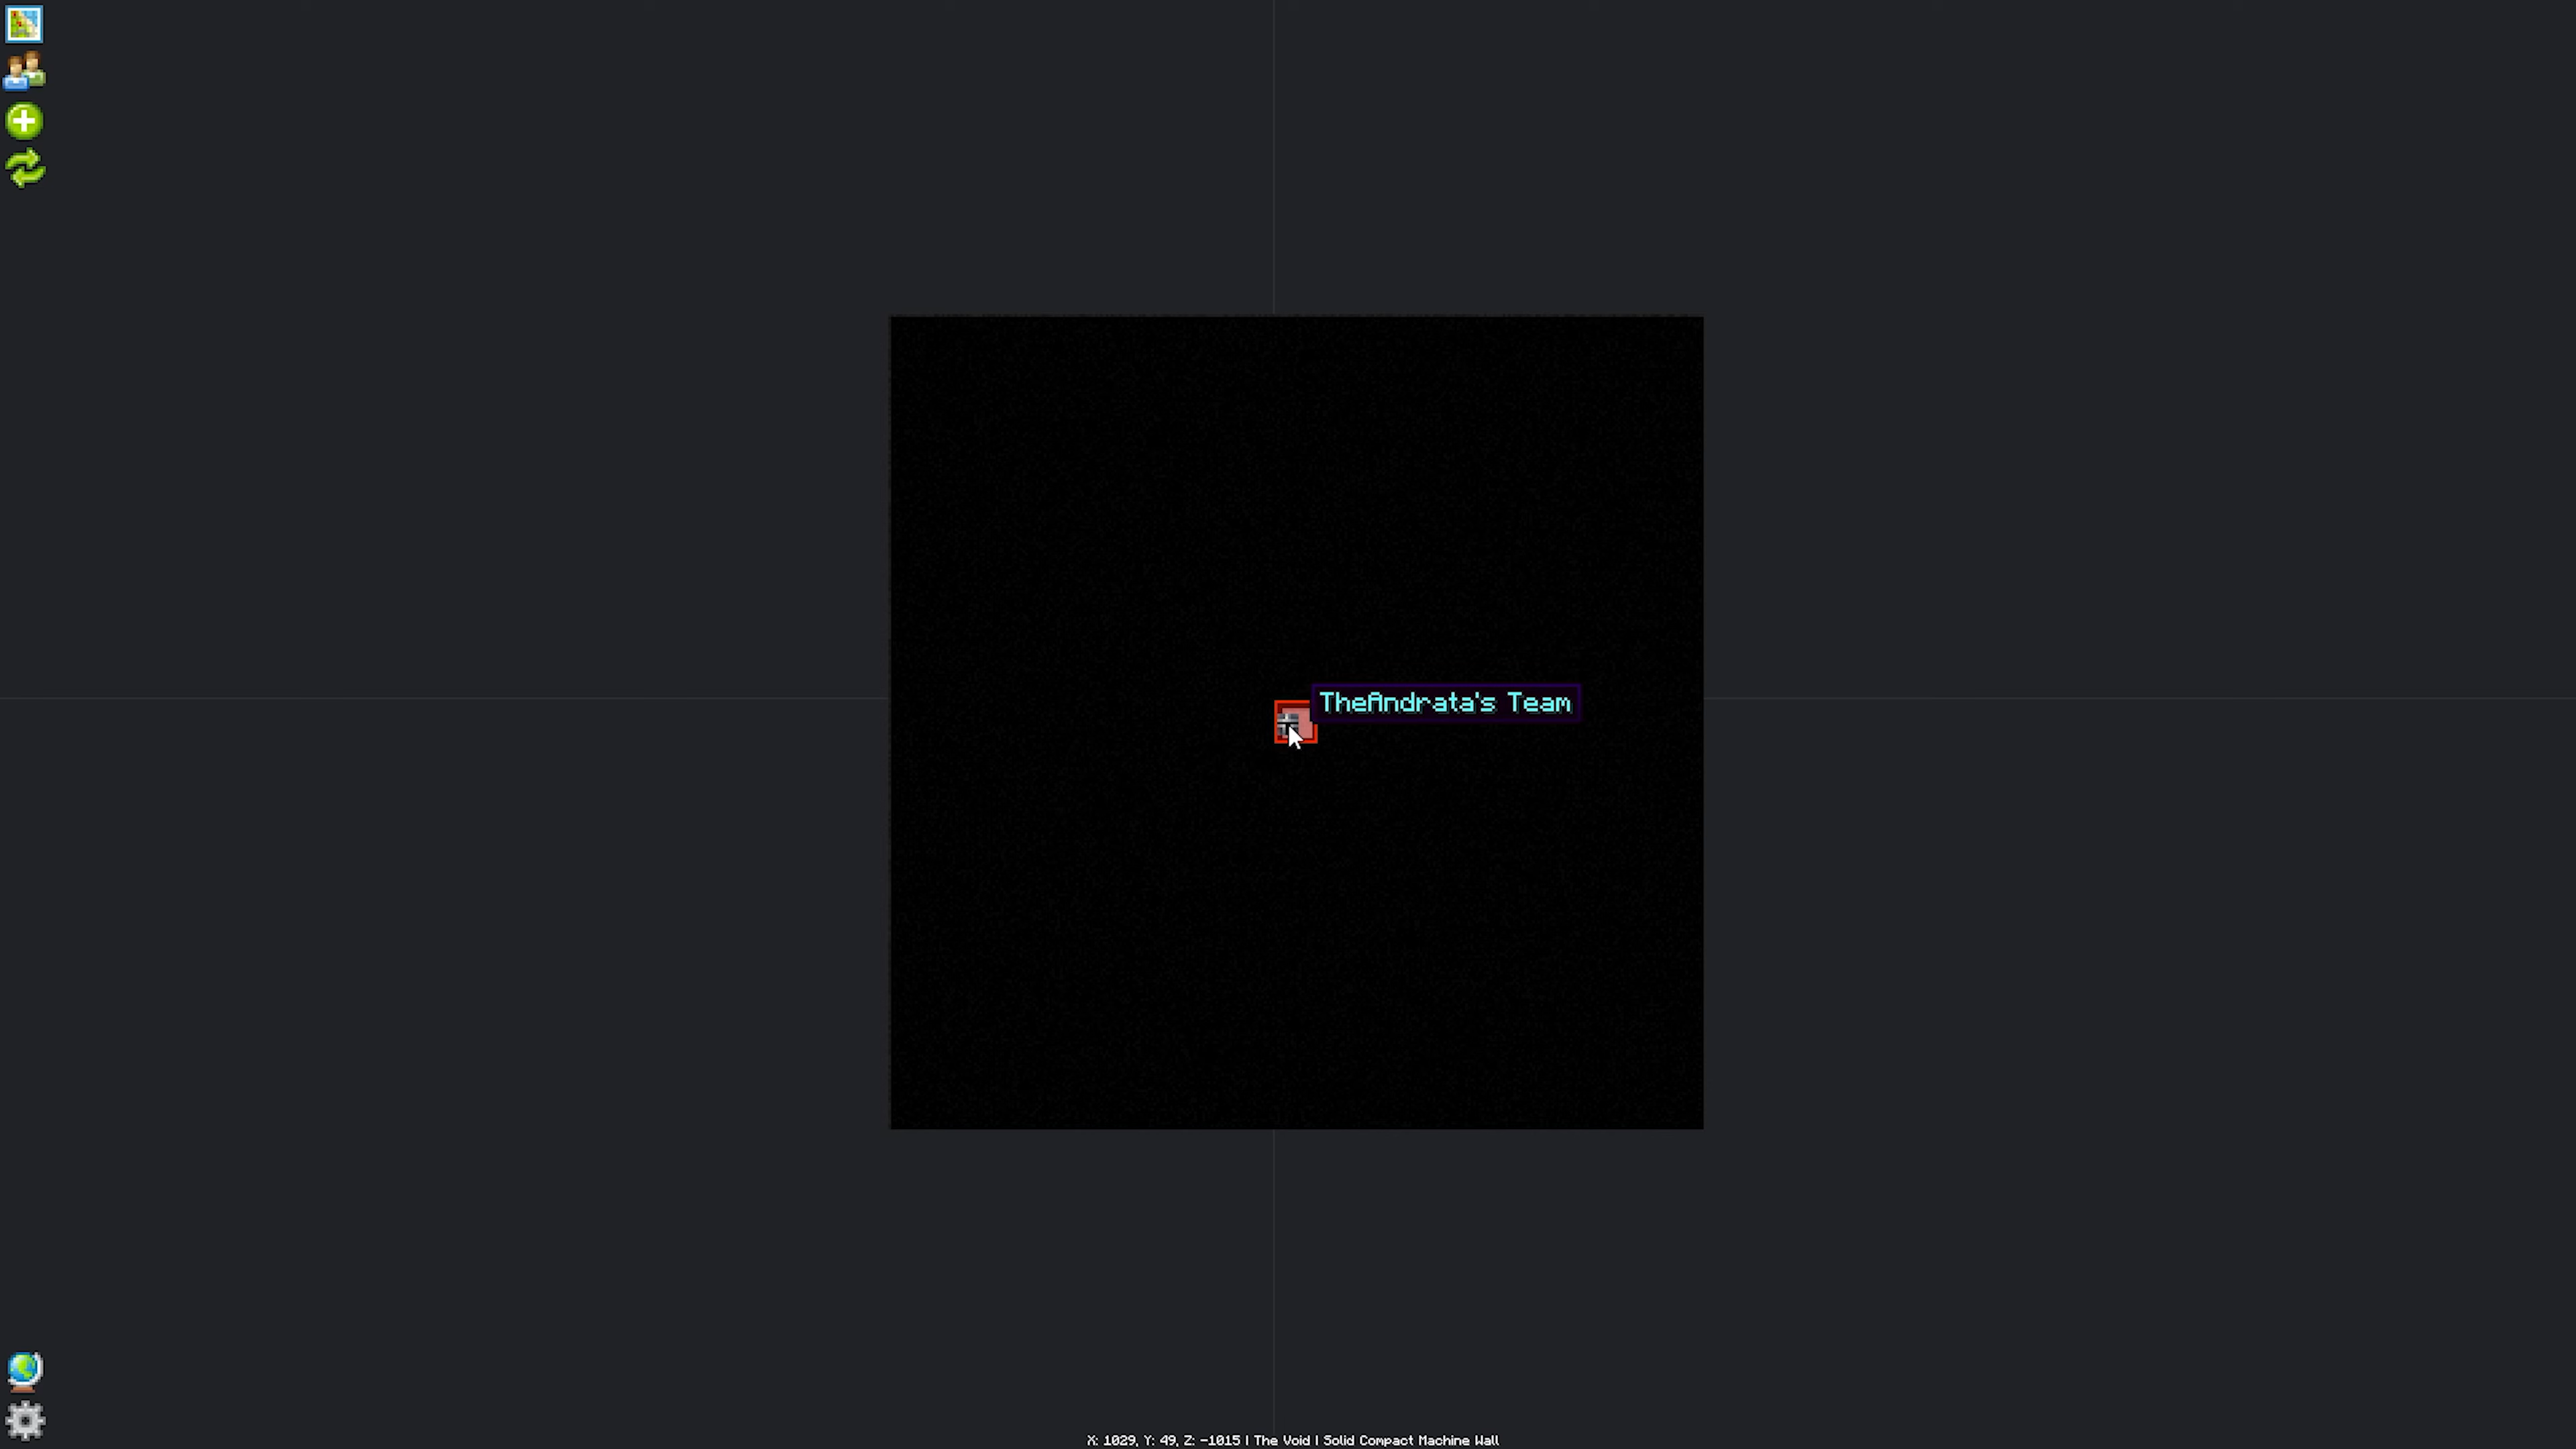 TheAndrata's Team
X: 1029, Y: 49, Z: -1015 | The Void | Solid Compact Machine Wall